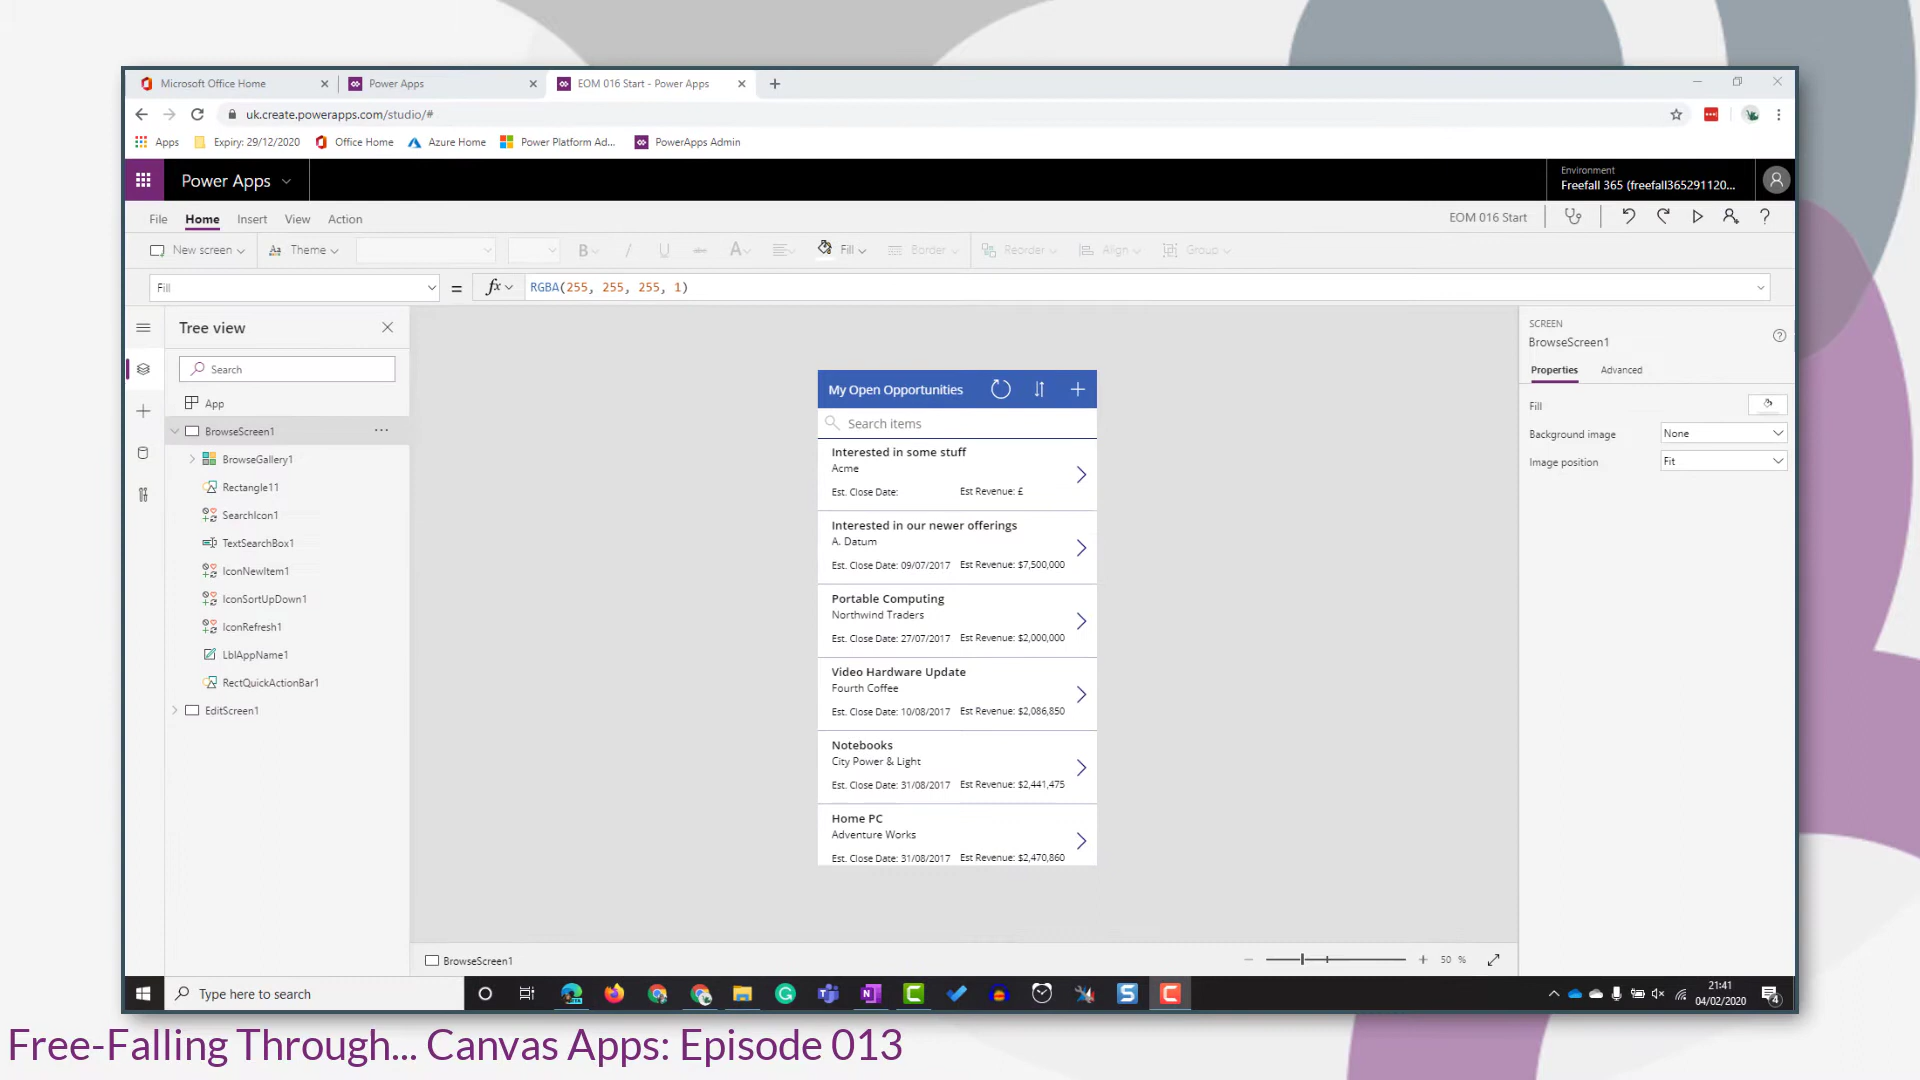 Microsoft Office Home
Power Apps
EOM 016 Start - Power Apps
uk.create.powerapps.com/studio/#
Apps
Expiry: 29/12/2020
Office Home
Azure Home
Power Platform Ad...
PowerApps Admin
Power Apps
Environment
Freefall 365 (freefall365291120...
File
Home
Insert
View
Action
EOM 016 Start
New screen
Theme
B
I
U
abc
A
Fill
Border
Reorder
Align
Group
Fill
=
fx
RGBA(255, 255, 255, 1)
Tree view
Search
App
BrowseScreen1
BrowseGallery1
Rectangle11
SearchIcon1
TextSearchBox1
IconNewItem1
IconSortUpDown1
IconRefresh1
LblAppName1
RectQuickActionBar1
EditScreen1
My Open Opportunities
Search items
Interested in some stuff
Acme
Est. Close Date:
Est Revenue: £
Interested in our newer offerings
A. Datum
Est. Close Date: 09/07/2017
Est Revenue: $7,500,000
Portable Computing
Northwind Traders
Est. Close Date: 27/07/2017
Est Revenue: $2,000,000
Video Hardware Update
Fourth Coffee
Est. Close Date: 10/08/2017
Est Revenue: $2,086,850
Notebooks
City Power & Light
Est. Close Date: 31/08/2017
Est Revenue: $2,441,475
Home PC
Adventure Works
Est. Close Date: 31/08/2017
Est Revenue: $2,470,860
SCREEN
BrowseScreen1
Properties
Advanced
Fill
Background image
None
Image position
Fit
BrowseScreen1
50 %
Type here to search
21:41
04/02/2020
4
Free-Falling Through... Canvas Apps: Episode 013